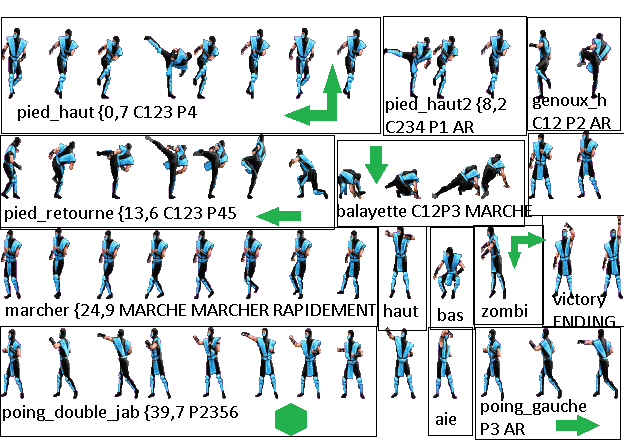 pied_haut {0,7 C123 P4
pied_haut2 {8,2
C234 P1 AR
genoux_h
C12 P2 AR
pied_retourne {13,6 C123 P45
balayette C12P3 MARCHE
marcher {24,9 MARCHE MARCHER RAPIDEMENT
haut
bas
zombi
victory
ENDING
poing_double_jab {39,7 P2356
aie
poing_gauche
P3 AR